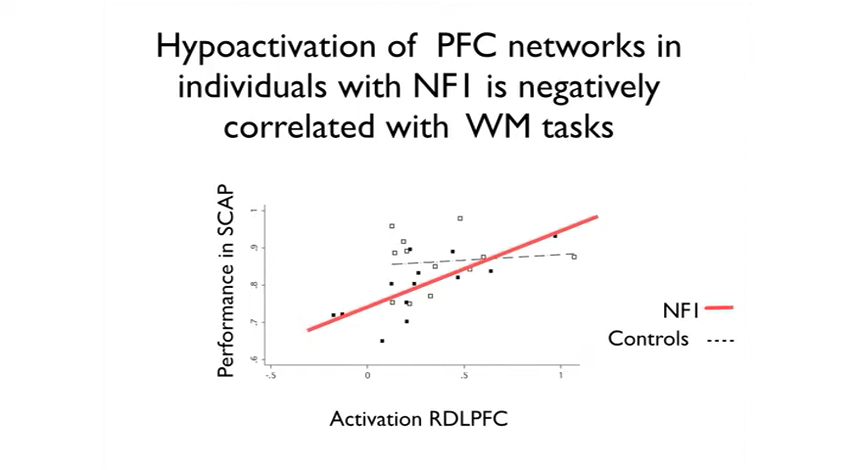 Hypoactivation of PFC networks in
individuals with NF1 is negatively
correlated with WM tasks
Performance in SCAP
1
.9
.8
.7
.6
-.5
0
.5
1
NF1
Controls
Activation RDLPFC